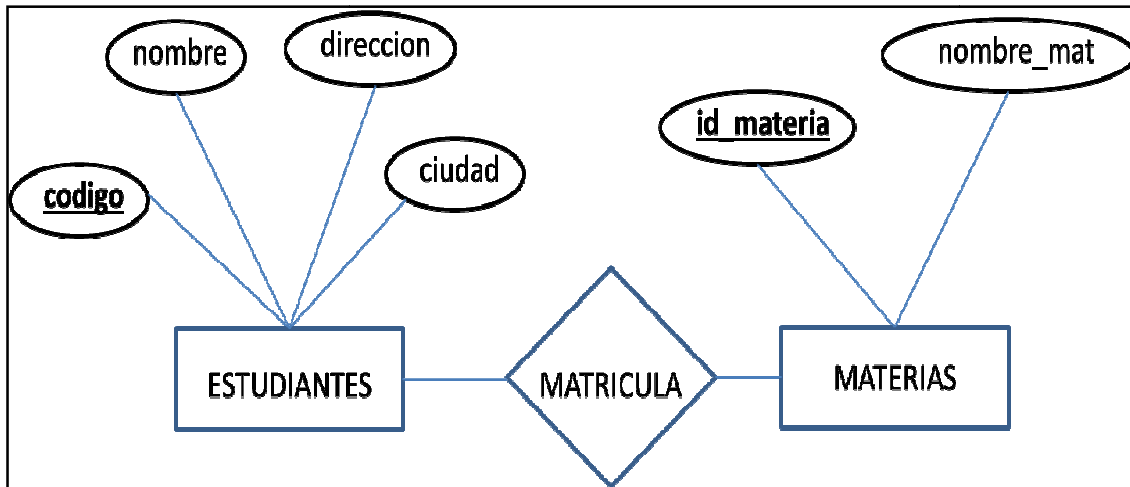 nombre
direccion
nombre_mat
id_materia
ciudad
codigo
ESTUDIANTES
MATRICULA
MATERIAS